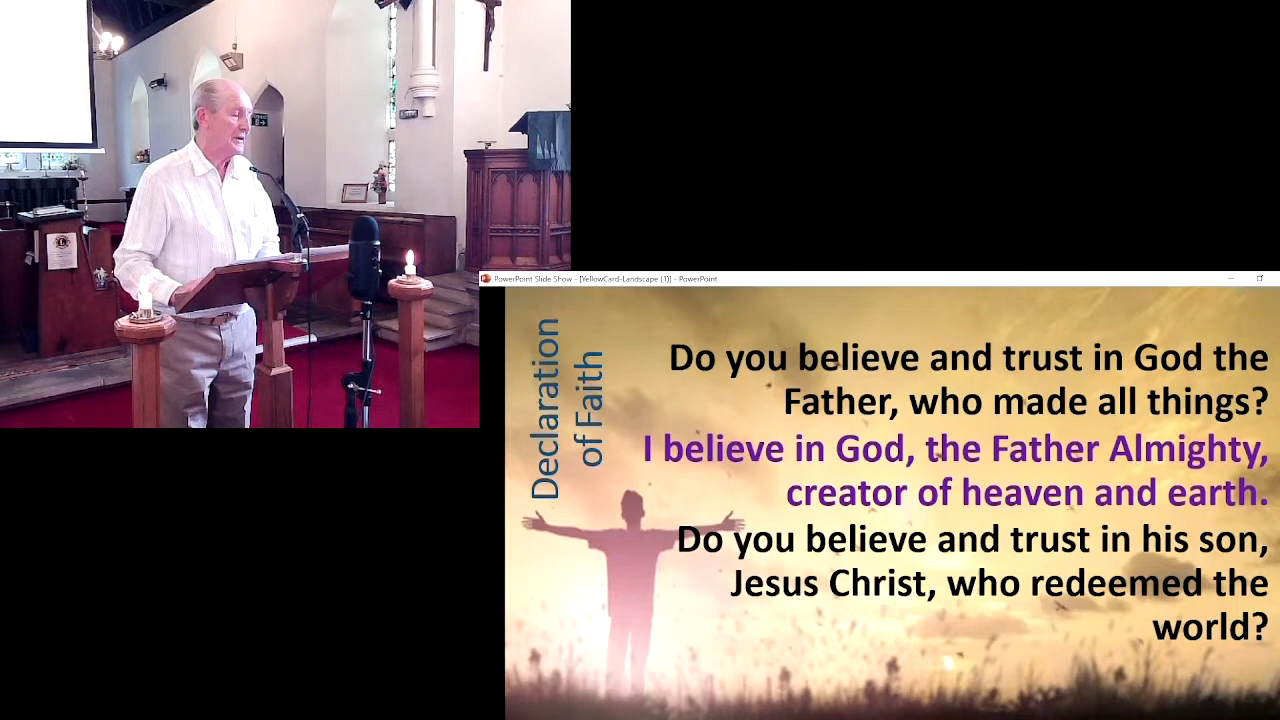 PowerPoint Slide Show - [YellowCard-Landscape (1)] - PowerPoint
Declaration
of Faith
Do you believe and trust in God the
Father, who made all things?
I believe in God, the Father Almighty,
creator of heaven and earth.
Do you believe and trust in his son,
Jesus Christ, who redeemed the
world?